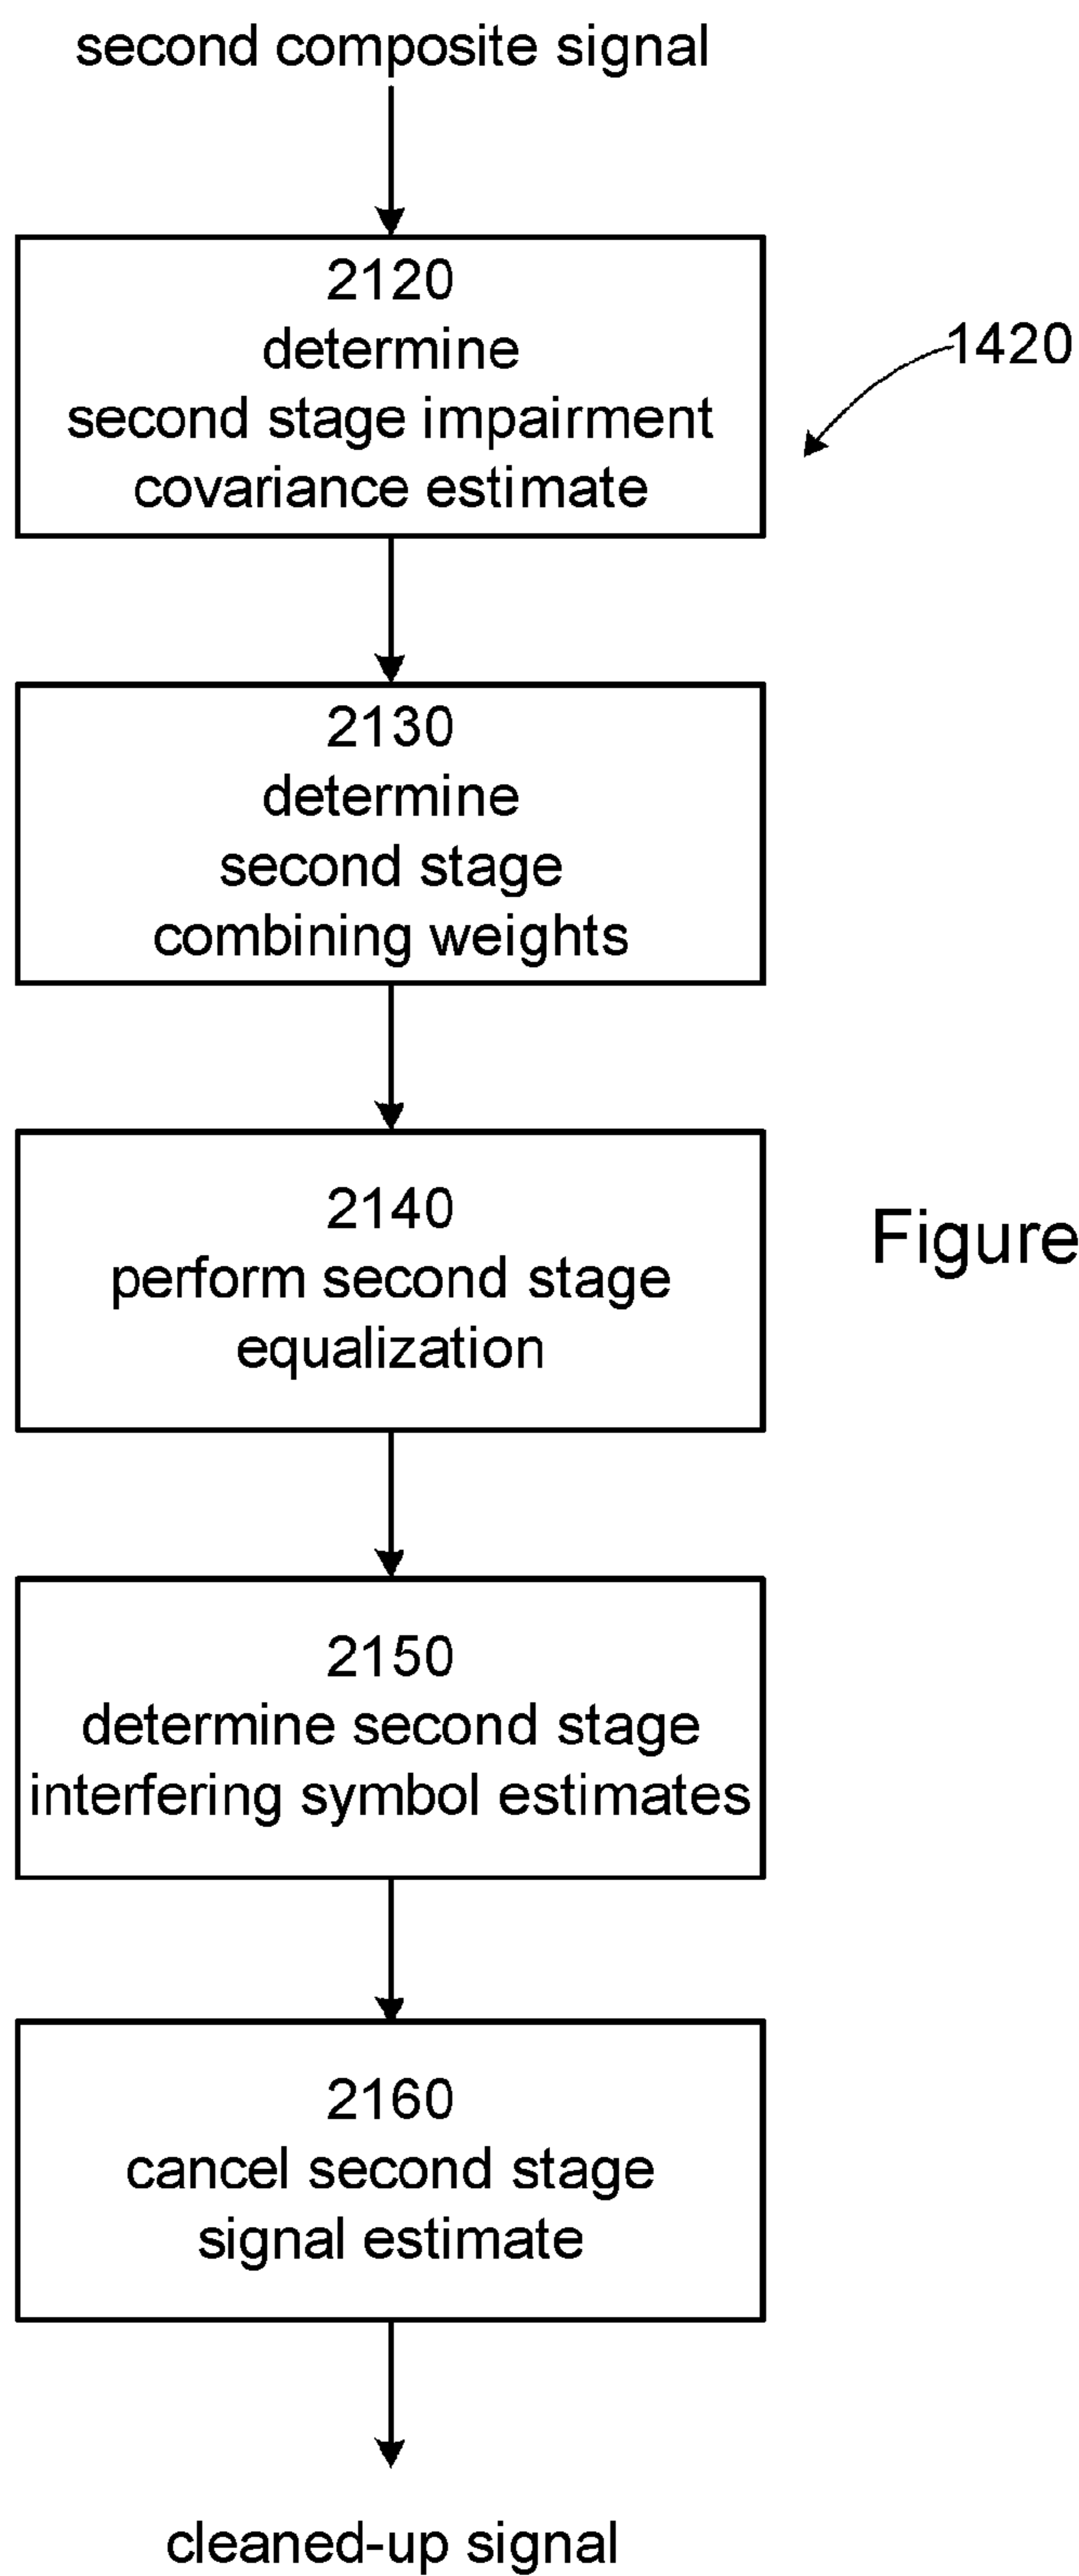 second composite signal
2120
determine
second stage impairment
covariance estimate
1420
2130
determine
second stage
combining weights
2140
perform second stage
equalization
Figure
2150
determine second stage
interfering symbol estimates
2160
cancel second stage
signal estimate
cleaned-up signal